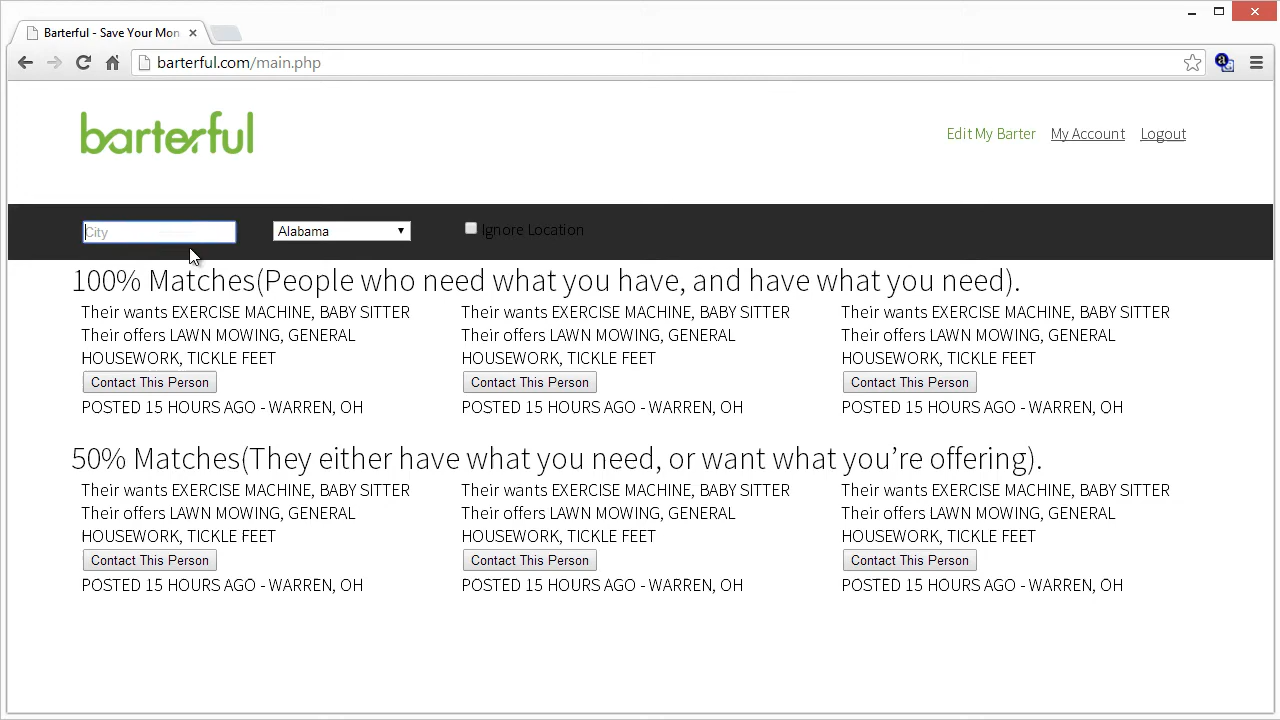 Barterful - Save Your Mon
barterful.com/main.php
barterful
Edit My Barter My Account Logout
City Alabama Ignore Location
100% Matches(People who need what you have, and have what you need).
Their wants EXERCISE MACHINE, BABY SITTER
Their offers LAWN MOWING, GENERAL
HOUSEWORK, TICKLE FEET
Contact This Person
POSTED 15 HOURS AGO - WARREN, OH
Their wants EXERCISE MACHINE, BABY SITTER
Their offers LAWN MOWING, GENERAL
HOUSEWORK, TICKLE FEET
Contact This Person
POSTED 15 HOURS AGO - WARREN, OH
Their wants EXERCISE MACHINE, BABY SITTER
Their offers LAWN MOWING, GENERAL
HOUSEWORK, TICKLE FEET
Contact This Person
POSTED 15 HOURS AGO - WARREN, OH
50% Matches(They either have what you need, or want what you’re offering).
Their wants EXERCISE MACHINE, BABY SITTER
Their offers LAWN MOWING, GENERAL
HOUSEWORK, TICKLE FEET
Contact This Person
POSTED 15 HOURS AGO - WARREN, OH
Their wants EXERCISE MACHINE, BABY SITTER
Their offers LAWN MOWING, GENERAL
HOUSEWORK, TICKLE FEET
Contact This Person
POSTED 15 HOURS AGO - WARREN, OH
Their wants EXERCISE MACHINE, BABY SITTER
Their offers LAWN MOWING, GENERAL
HOUSEWORK, TICKLE FEET
Contact This Person
POSTED 15 HOURS AGO - WARREN, OH